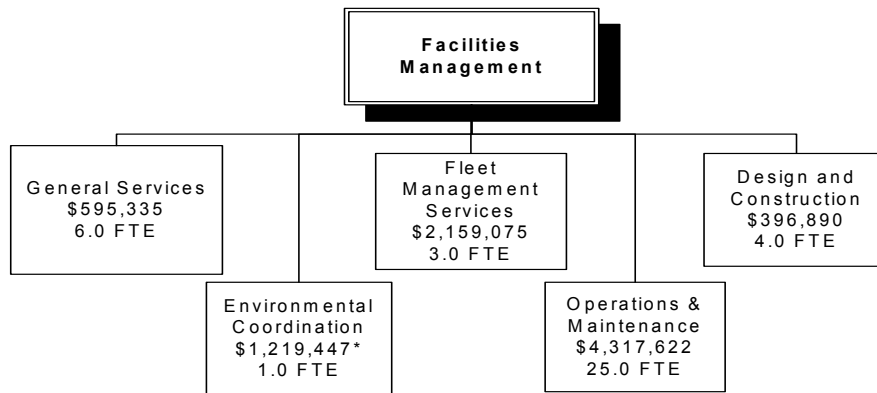 Facilities
Management
General Services
$595,335
6.0 FTE
Fleet
Management
Services
$2,159,075
3.0 FTE
Design and
Construction
$396,890
4.0 FTE
Environmental
Coordination
$1,219,447*
1.0 FTE
Operations &
Maintenance
$4,317,622
25.0 FTE